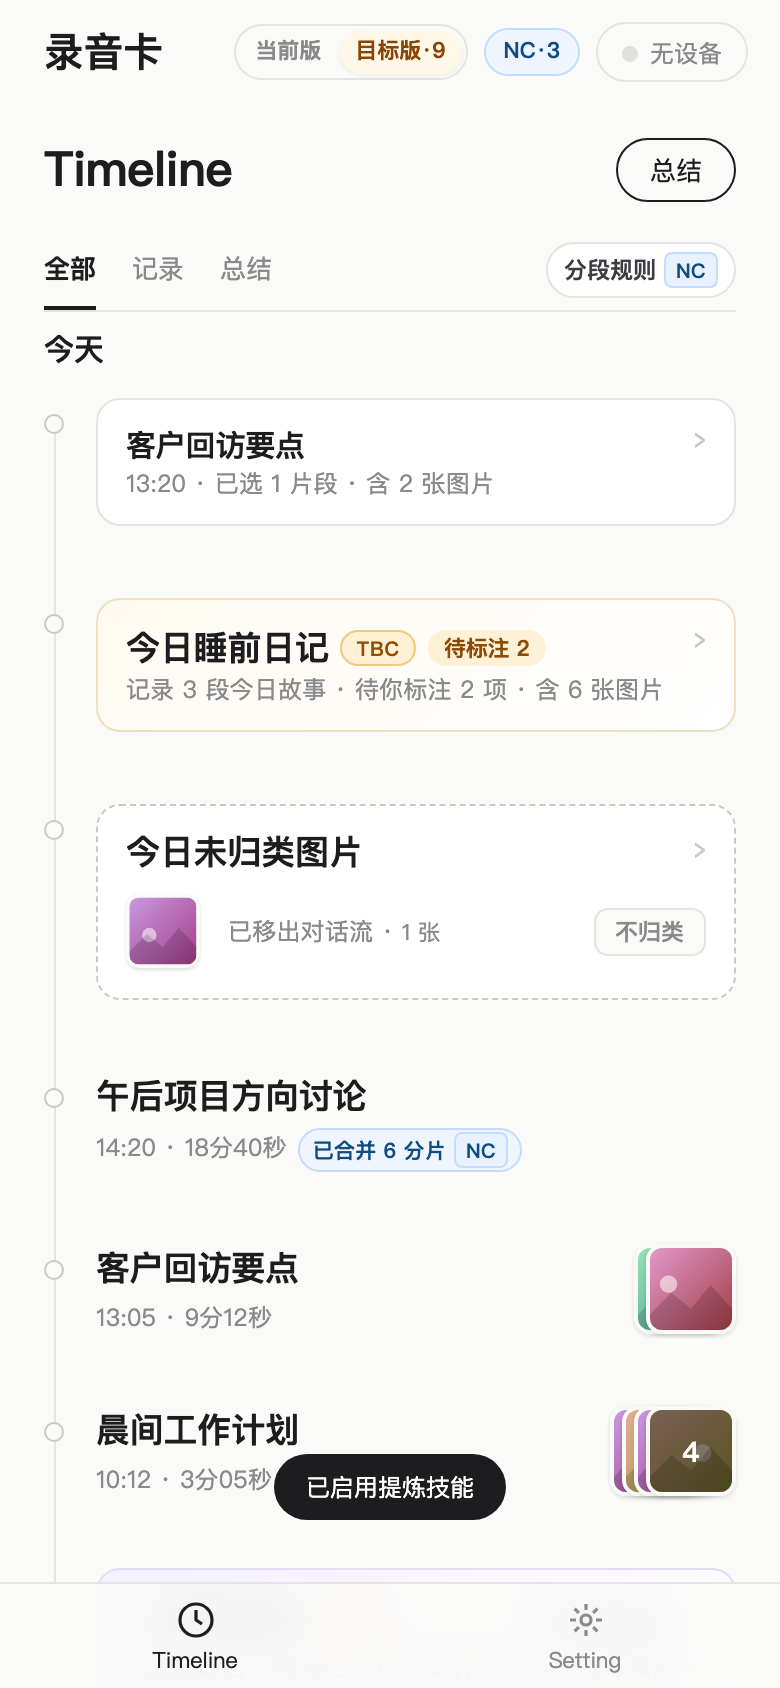 录音卡 当前版 目标版·9 NC·3 无设备
Timeline 总结
全部 记录 总结 分段规则 NC
今天
客户回访要点
13:20 · 已选 1 片段 · 含 2 张图片
今日睡前日记 TBC 待标注 2
记录 3 段今日故事 · 待你标注 2 项 · 含 6 张图片
今日未归类图片
已移出对话流 · 1 张 不归类
午后项目方向讨论
14:20 · 18分40秒 已合并 6 分片 NC
客户回访要点
13:05 · 9分12秒
晨间工作计划
4
10:12 · 3分05秒
已启用提炼技能
Timeline Setting